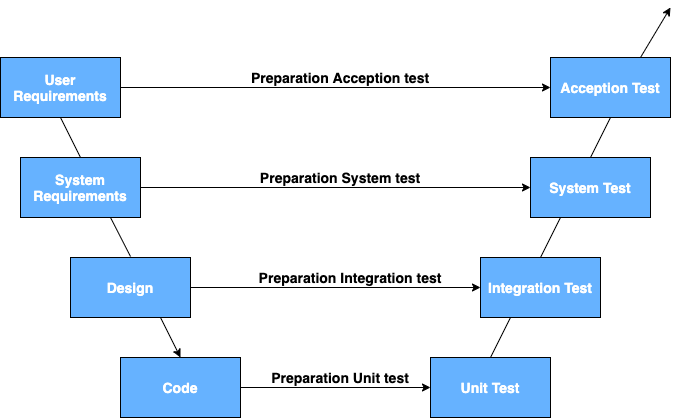 User
Requirements
Preparation Acception test
Acception Test
System
Requirements
Preparation System test
System Test
Design
Preparation Integration test
Integration Test
Code
Preparation Unit test
Unit Test